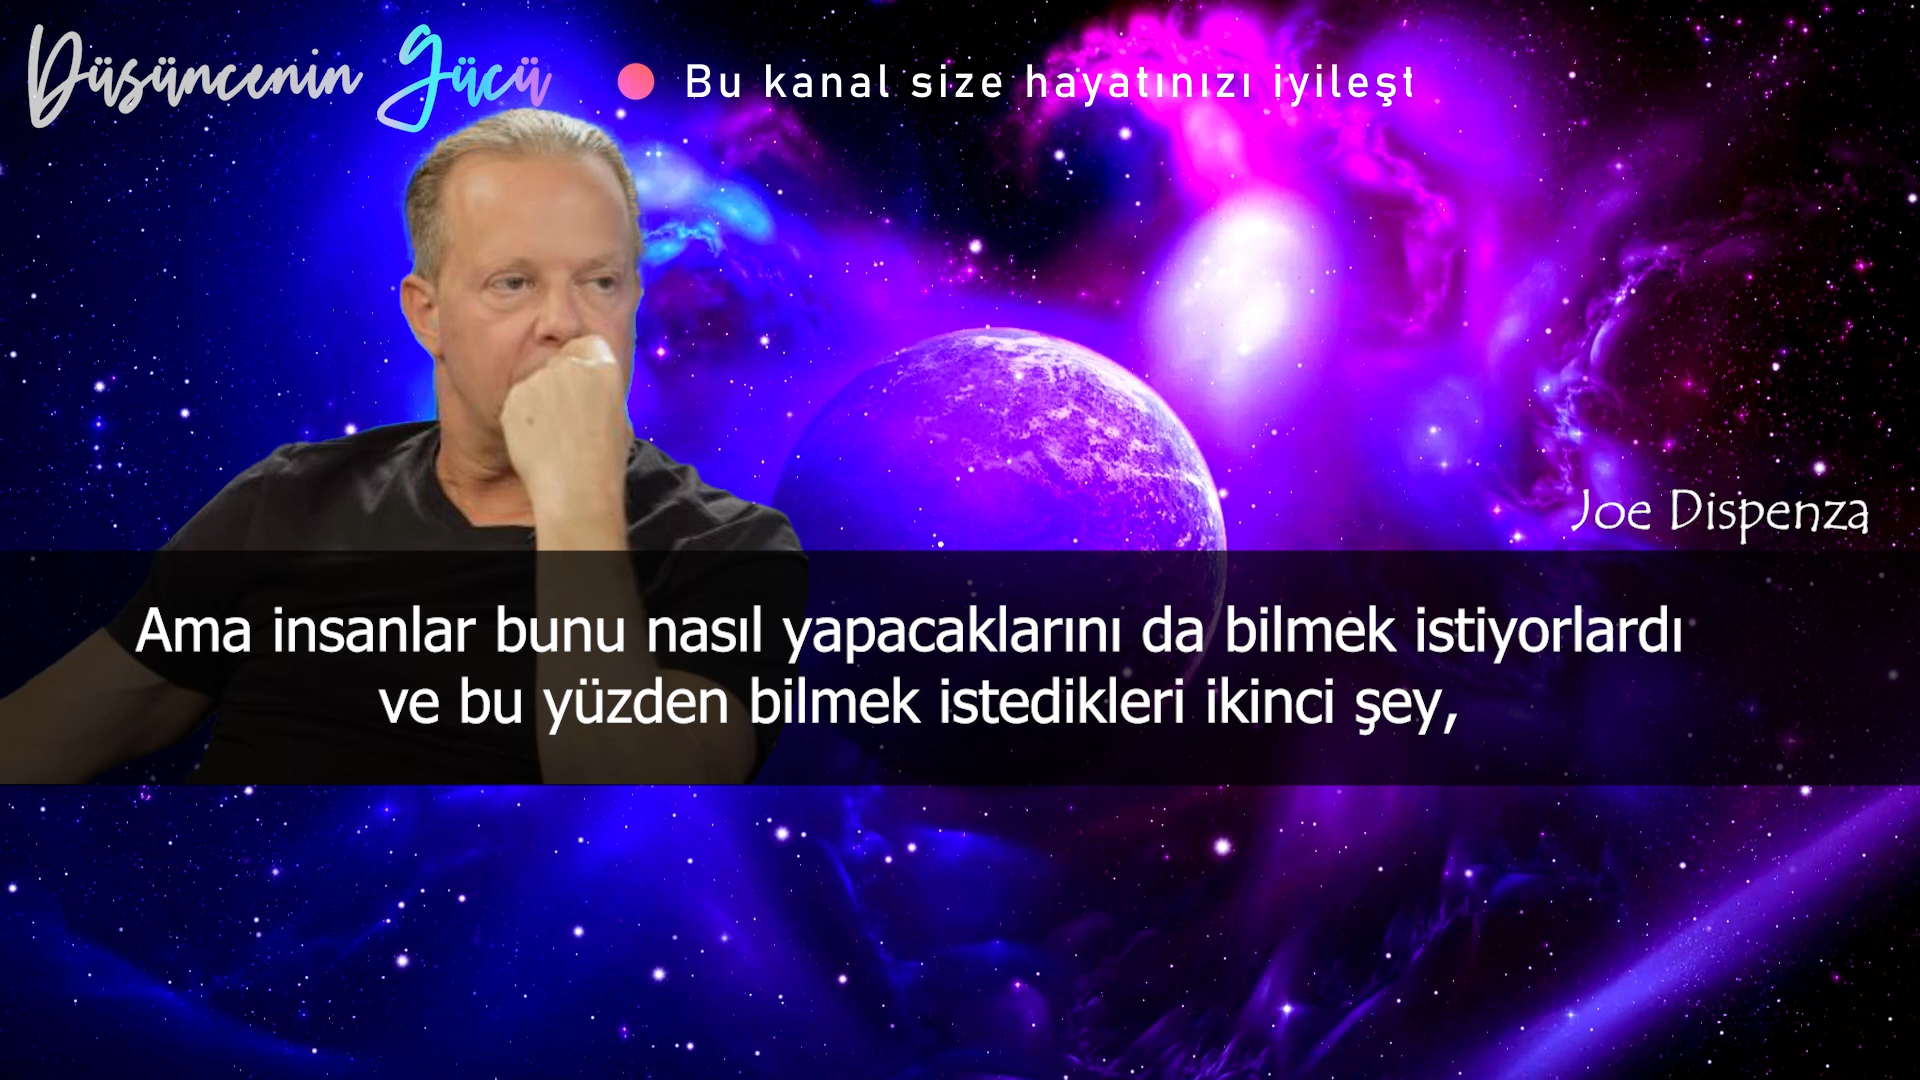 Düsüncenin Gücü
Bu kanal size hayatınızı iyileşt
Joe Dispenza
Ama insanlar bunu nasıl yapacaklarını da bilmek istiyorlardı
ve bu yüzden bilmek istedikleri ikinci şey,